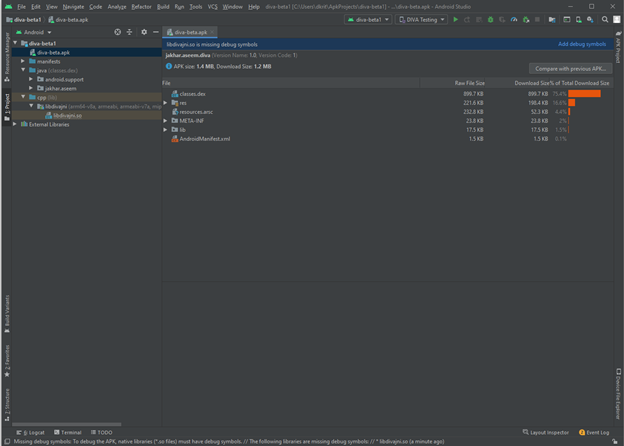 File Edit View Navigate Code Analyze Refactor Build Run Tools VCS Window Help diva-beta1 [C:\Users\dkrit\ApkProjects\diva-beta1] - ...\diva-beta.apk - Android Studio
diva-beta1 diva-beta.apk
diva-beta1 DIVA Testing
Android
diva-beta1
diva-beta.apk
manifests
java (classes.dex)
android.support
jakhar.aseem
cpp (lib)
libdivajni
libdivajni.so
External Libraries
diva-beta.apk
libdivajni.so is missing debug symbols Add debug symbols
jakhar.aseem.diva (Version Name: 1.0, Version Code: 1)
APK size: 1.4 MB, Download Size: 1.2 MB Compare with previous APK...
File Raw File Size Download Size % of Total Download Size
classes.dex 899.7 KB 899.7 KB 75.4%
res 221.6 KB 198.4 KB 16.6%
resources.arsc 232.8 KB 52.3 KB 4.4%
META-INF 23.8 KB 23.8 KB 2%
lib 17.5 KB 17.5 KB 1.5%
AndroidManifest.xml 1.5 KB 1.5 KB 0.1%
Resource Manager
1: Project
Build Variants
2: Favorites
Z: Structure
APK Project
Device File Explorer
6: Logcat Terminal TODO Layout Inspector Event Log
Missing debug symbols: To debug the APK, native libraries (*.so files) must have debug symbols. // The following libraries are missing debug symbols: // * libdivajni.so (a minute ago)